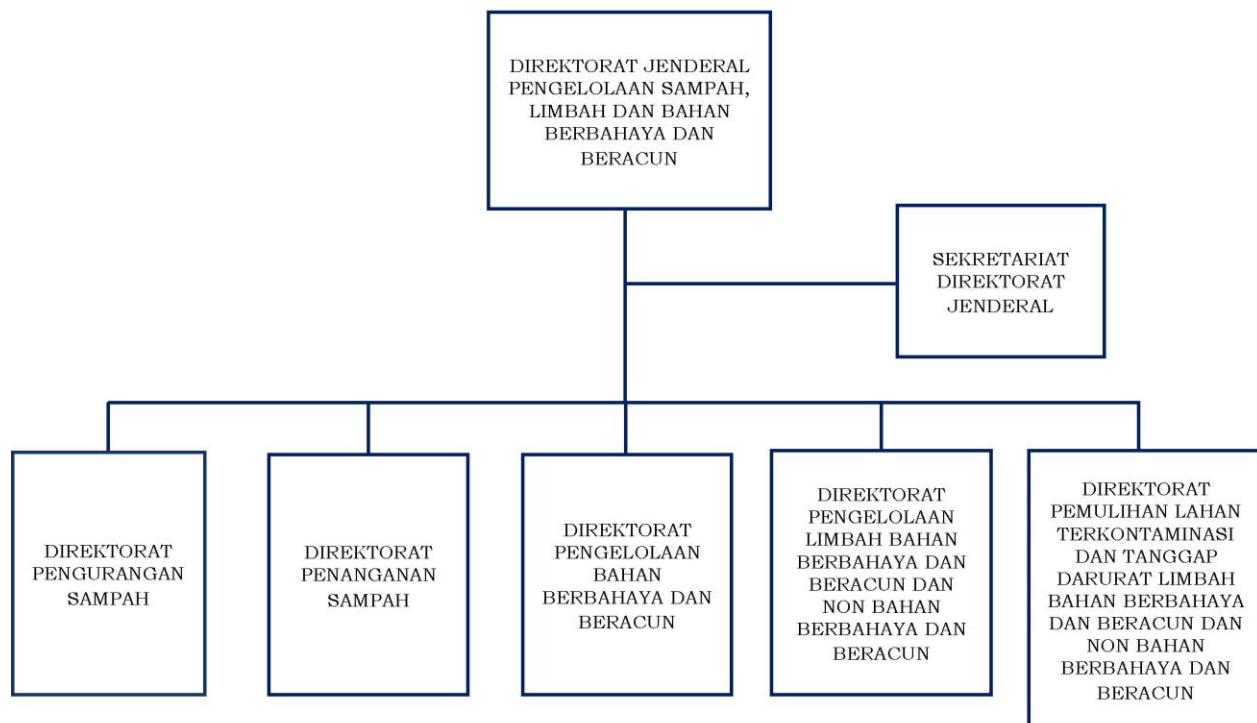 DIREKTORAT JENDERAL
PENGELOLAAN SAMPAH,
LIMBAH DAN BAHAN
BERBAHAYA DAN
BERACUN
SEKRETARIAT
DIREKTORAT
JENDERAL
DIREKTORAT
PENGURANGAN
SAMPAH
DIREKTORAT
PENANGANAN
SAMPAH
DIREKTORAT
PENGELOLAAN
BAHAN
BERBAHAYA DAN
BERACUN
DIREKTORAT
PENGELOLAAN
LIMBAH BAHAN
BERBAHAYA DAN
BERACUN DAN
NON BAHAN
BERBAHAYA DAN
BERACUN
DIREKTORAT
PEMULIHAN LAHAN
TERKONTAMINASI
DAN TANGGAP
DARURAT LIMBAH
BAHAN BERBAHAYA
DAN BERACUN DAN
NON BAHAN
BERBAHAYA DAN
BERACUN